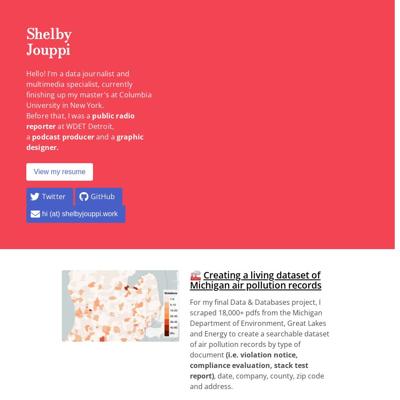 Shelby
Jouppi
Hello! I'm a data journalist and
multimedia specialist, currently
finishing up my master's at Columbia
University in New York.
Before that, I was a public radio
reporter at WDET Detroit,
a podcast producer and a graphic
designer.
View my resume
Twitter
GitHub
hi (at) shelbyjouppi.work
Creating a living dataset of
Michigan air pollution records
For my final Data & Databases project, I
scraped 18,000+ pdfs from the Michigan
Department of Environment, Great Lakes
and Energy to create a searchable dataset
of air pollution records by type of
document (i.e. violation notice,
compliance evaluation, stack test
report), date, company, county, zip code
and address.